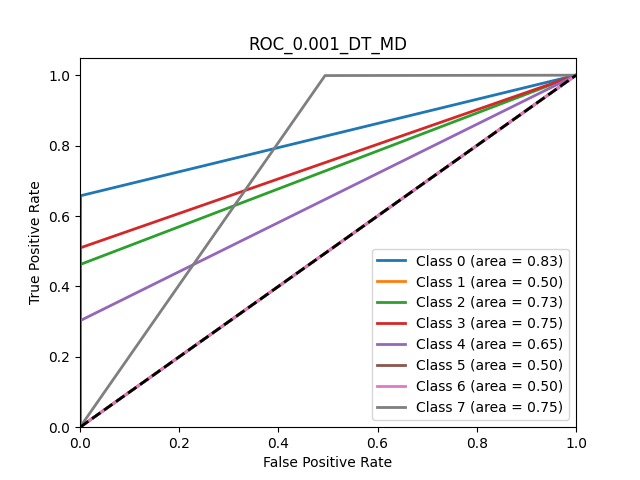 ROC_0.001_DT_MD
True Positive Rate
1.0
0.8
0.6
0.4
0.2
0.0
Class 0 (area = 0.83)
Class 1 (area = 0.50)
Class 2 (area = 0.73)
Class 3 (area = 0.75)
Class 4 (area = 0.65)
Class 5 (area = 0.50)
Class 6 (area = 0.50)
Class 7 (area = 0.75)
0.0 0.2 0.4 0.6 0.8 1.0
False Positive Rate